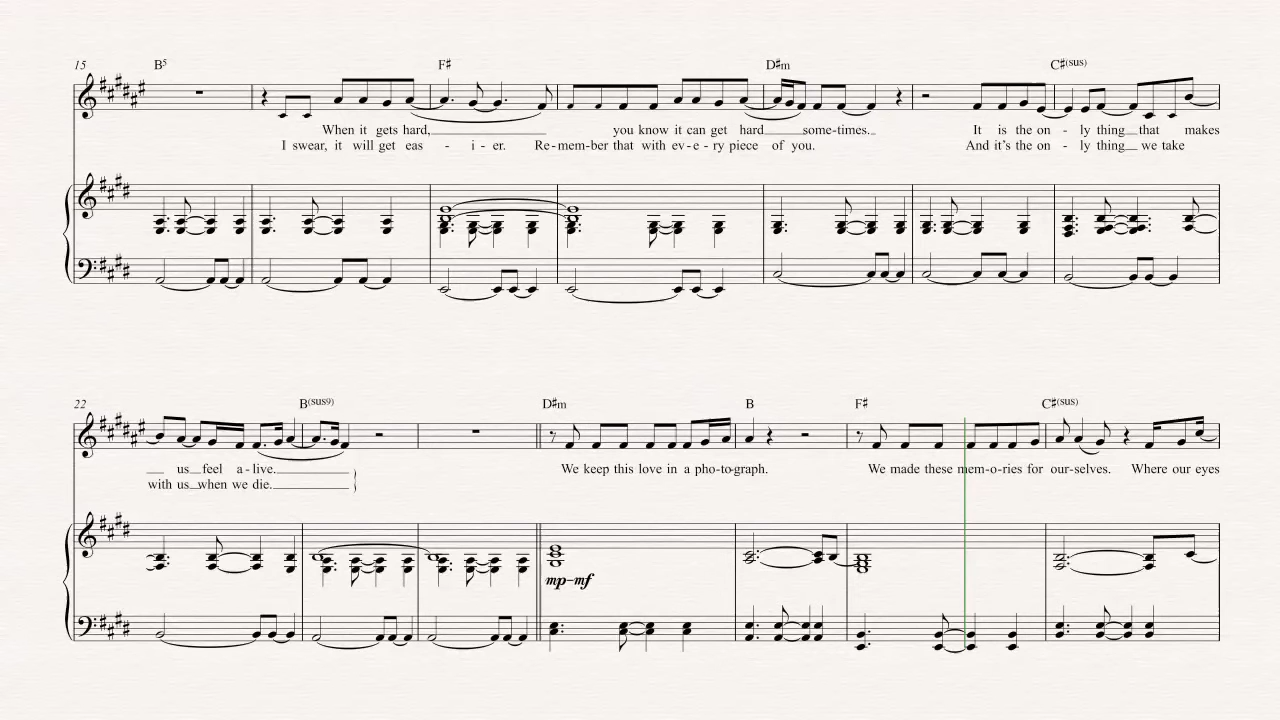 15 B5 F♯ D♯m C♯(sus)
When it gets hard, you know it can get hard some-times. It is the on - ly thing that makes
I swear, it will get eas - i - er. Re-mem-ber that with ev-e-ry piece of you. And it's the on - ly thing we take
22 B(sus9) D♯m B F♯ C♯(sus)
us feel a-live. We keep this love in a pho-to-graph. We made these mem-o-ries for our-selves. Where our eyes
with us when we die.
mp-mf